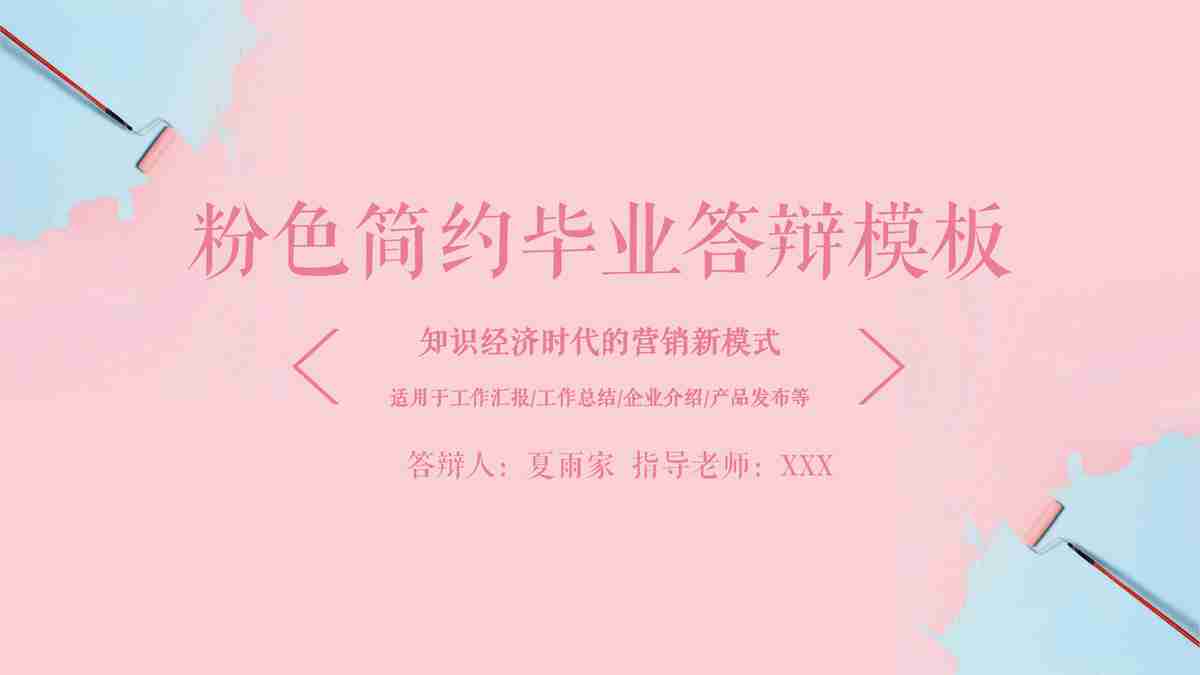 粉色简约毕业答辩模板
知识经济时代的营销新模式
适用于工作汇报/工作总结/企业介绍/产品发布等
答辩人：夏雨家 指导老师：XXX